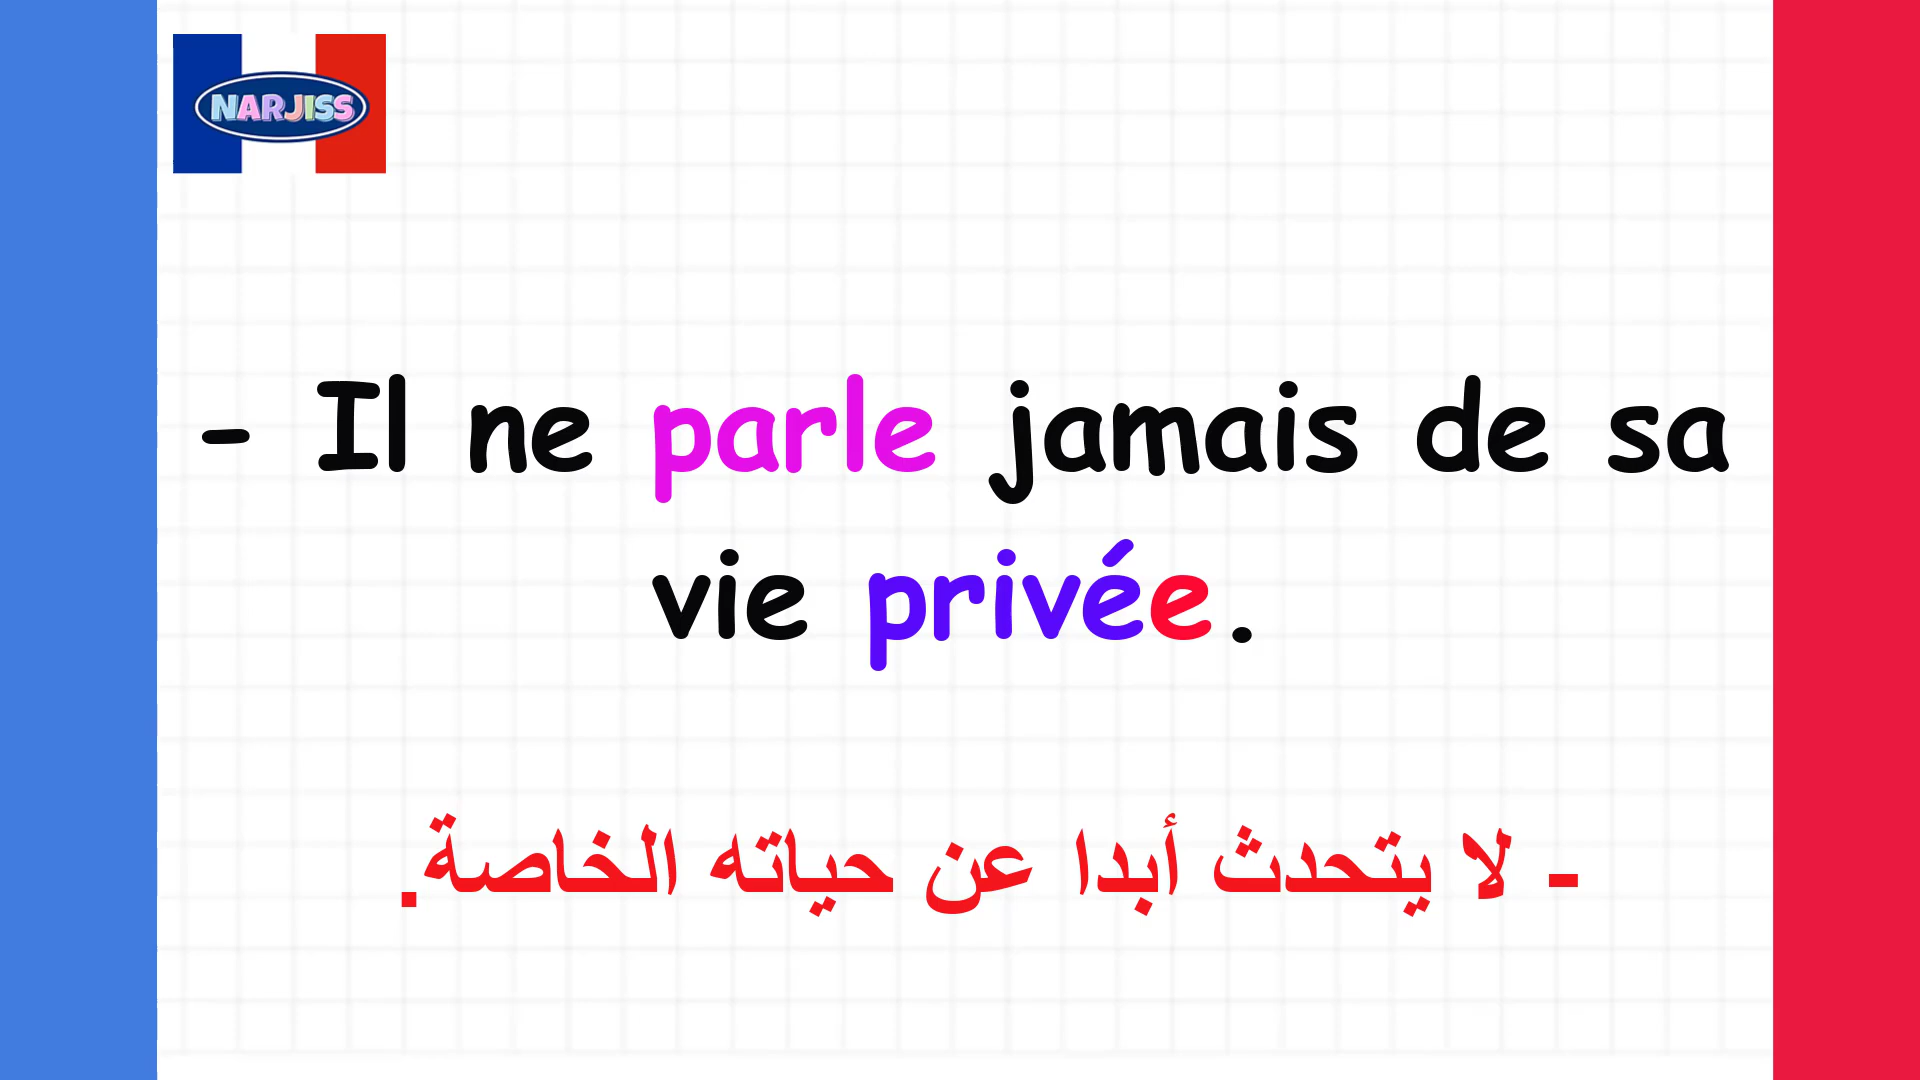 NARJISS
- Il ne parle jamais de sa
vie privée.
- لا يتحدث أبدا عن حياته الخاصة.